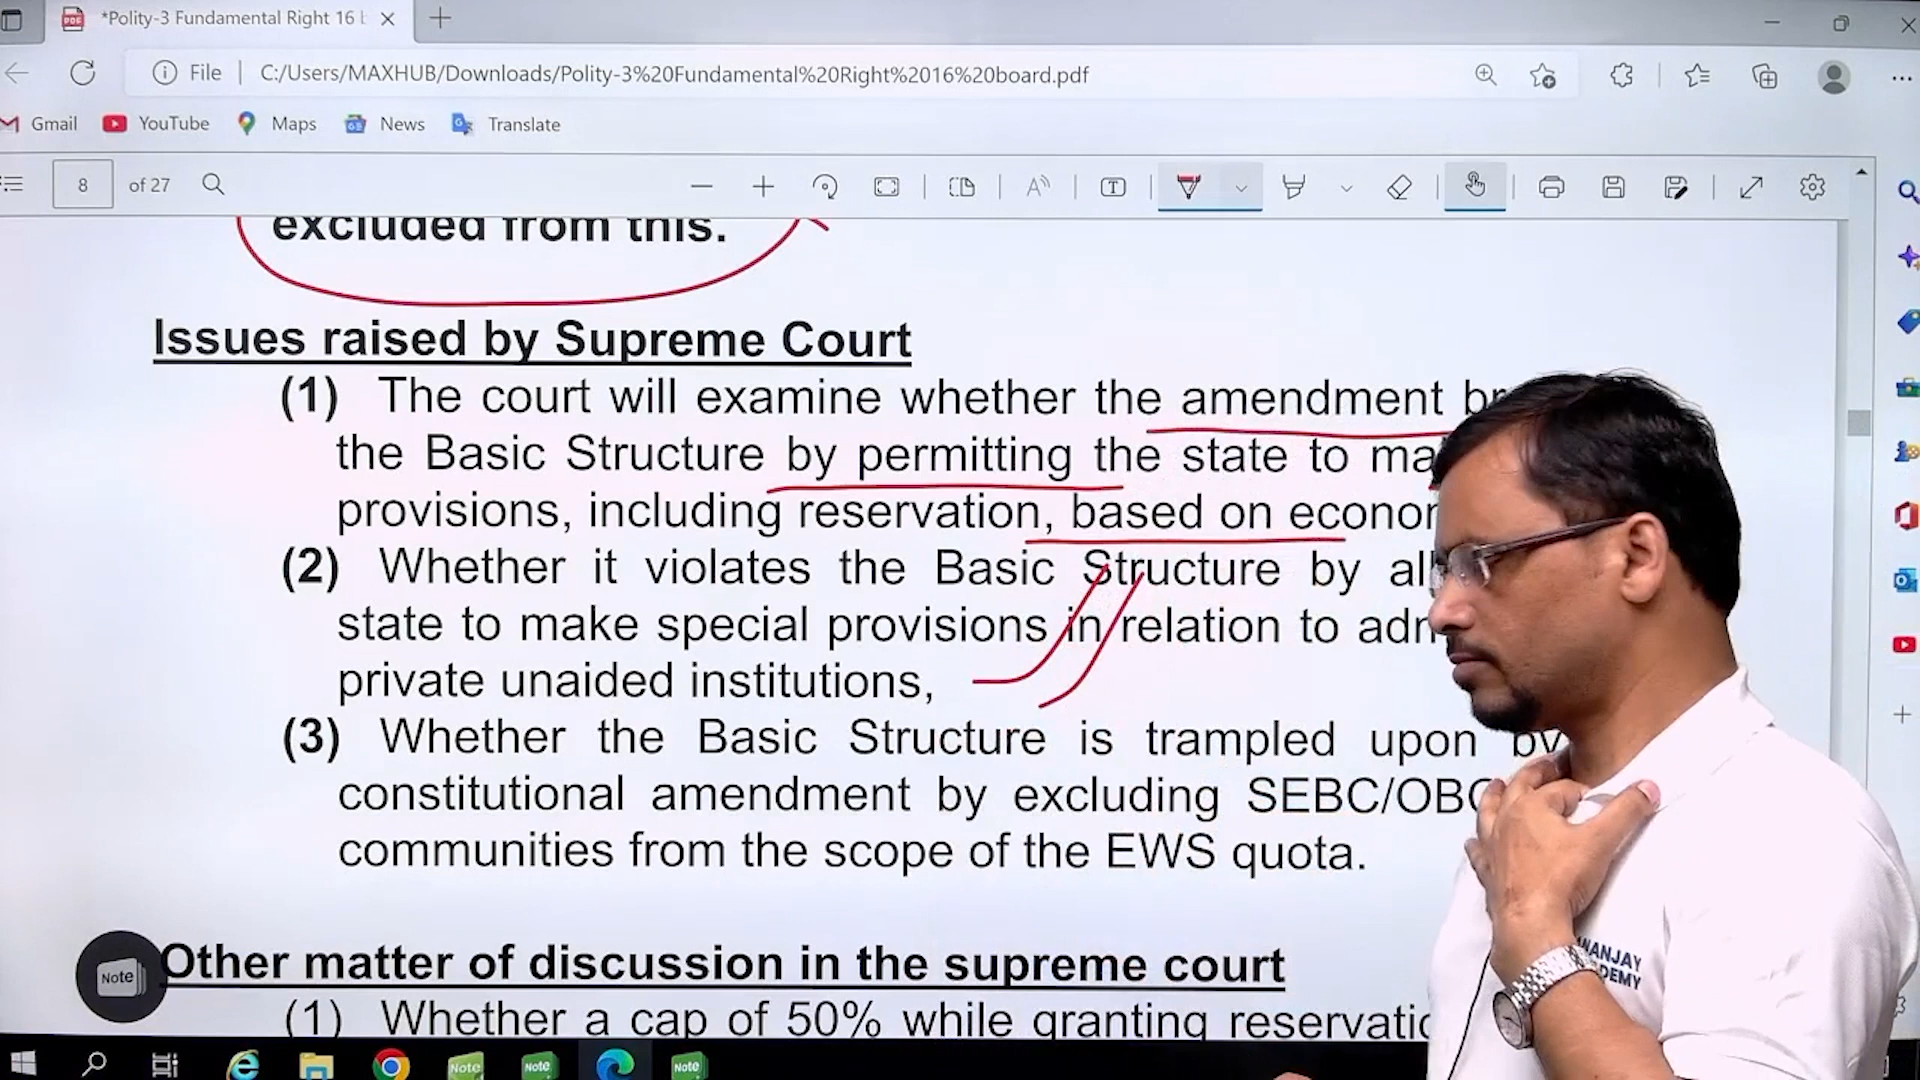 *Polity-3 Fundamental Right 16 b
File
C:/Users/MAXHUB/Downloads/Polity-3%20Fundamental%20Right%2016%20board.pdf
Gmail YouTube Maps News Translate
8 of 27
excluded from this.
Issues raised by Supreme Court
(1) The court will examine whether the amendment
the Basic Structure by permitting the state to
provisions, including reservation, based on
(2) Whether it violates the Basic Structure by
state to make special provisions in relation to
private unaided institutions,
(3) Whether the Basic Structure is trampled upon by
constitutional amendment by excluding SEBC/OBC
communities from the scope of the EWS quota.
Other matter of discussion in the supreme court
(1) Whether a cap of 50% while granting
Note
Note Note Note